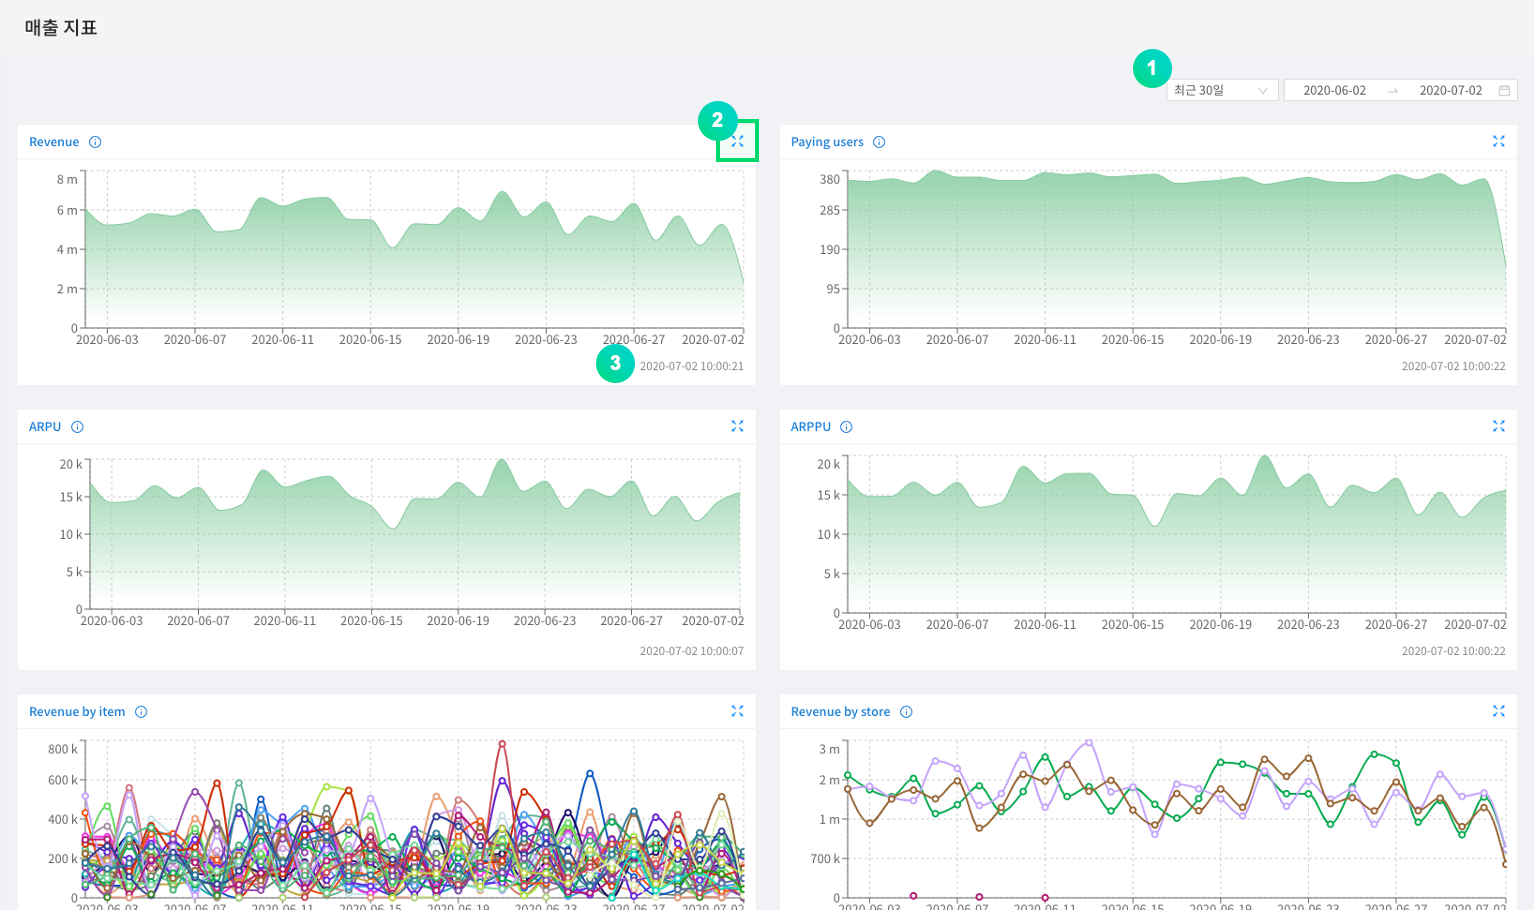 매출 지표
1
최근 30일
2020-06-02
2020-07-02
2
Revenue
8 m
6 m
4 m
2 m
0
2020-06-03
2020-06-07
2020-06-11
2020-06-15
2020-06-19
2020-06-23
2020-06-27
2020-07-02
3
2020-07-02 10:00:21
Paying users
380
285
190
95
0
2020-06-03
2020-06-07
2020-06-11
2020-06-15
2020-06-19
2020-06-23
2020-06-27
2020-07-02
2020-07-02 10:00:22
ARPU
20 k
15 k
10 k
5 k
0
2020-06-03
2020-06-07
2020-06-11
2020-06-15
2020-06-19
2020-06-23
2020-06-27
2020-07-02
2020-07-02 10:00:07
ARPPU
20 k
15 k
10 k
5 k
0
2020-06-03
2020-06-07
2020-06-11
2020-06-15
2020-06-19
2020-06-23
2020-06-27
2020-07-02
2020-07-02 10:00:22
Revenue by item
800 k
600 k
400 k
200 k
0
2020-06-03
2020-06-07
2020-06-11
2020-06-15
2020-06-19
2020-06-23
2020-06-27
2020-07-02
Revenue by store
3 m
2 m
1 m
700 k
0
2020-06-03
2020-06-07
2020-06-11
2020-06-15
2020-06-19
2020-06-23
2020-06-27
2020-07-02